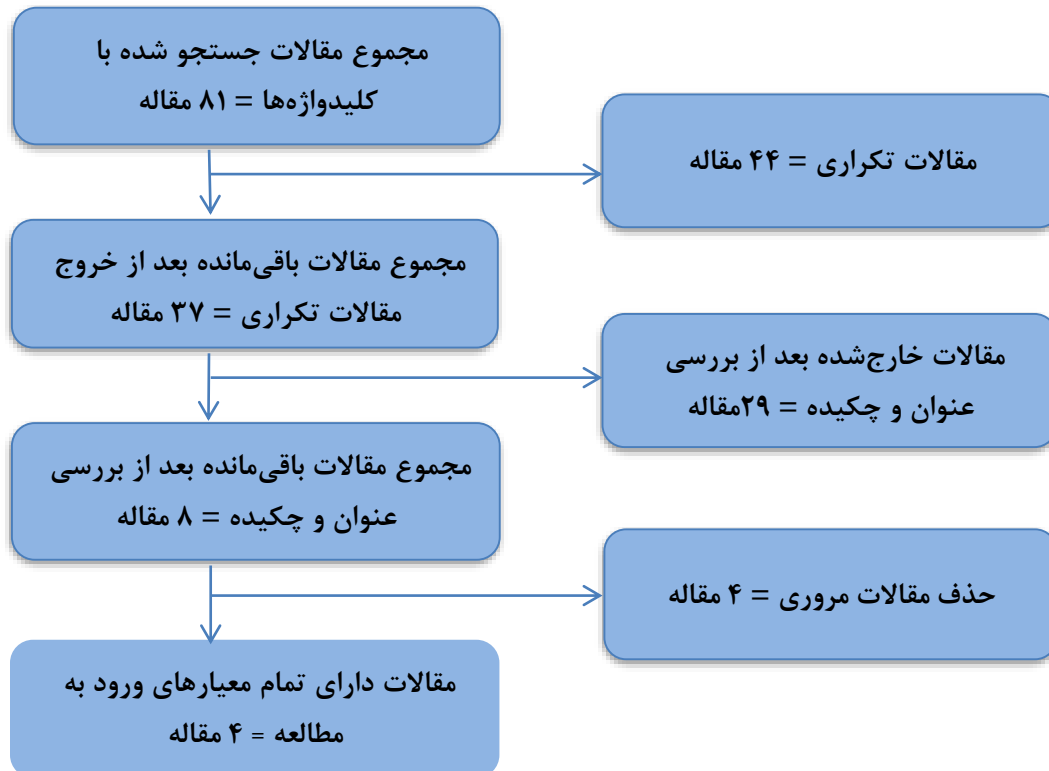 مجموع مقالات جستجو شده با
کلیدواژه‌ها = ۸۱ مقاله
مقالات تکراری = ۴۴ مقاله
مجموع مقالات باقی‌مانده بعد از خروج
مقالات تکراری = ۳۷ مقاله
مقالات خارج‌شده بعد از بررسی
عنوان و چکیده = ۲۹مقاله
مجموع مقالات باقی‌مانده بعد از بررسی
عنوان و چکیده = ۸ مقاله
حذف مقالات مروری = ۴ مقاله
مقالات دارای تمام معیارهای ورود به
مطالعه = ۴ مقاله